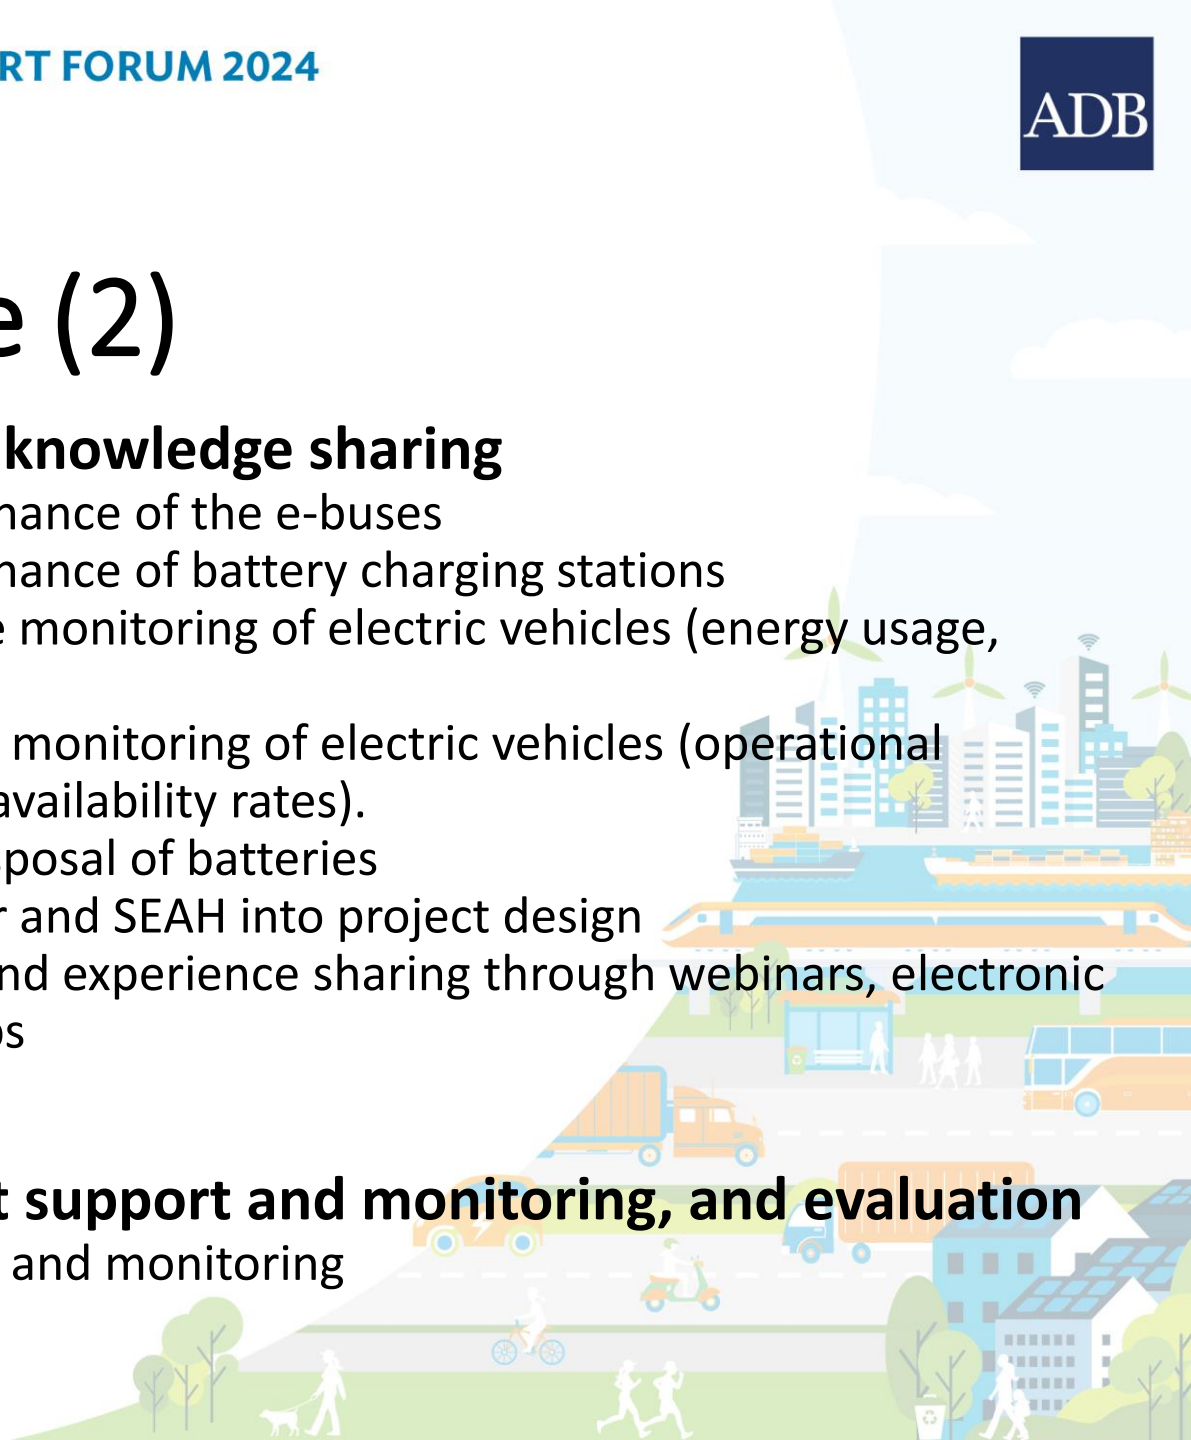 RT FORUM 2024
ADB
e (2)
knowledge sharing
nance of the e-buses
nance of battery charging stations
e monitoring of electric vehicles (energy usage,
monitoring of electric vehicles (operational
availability rates).
sposal of batteries
r and SEAH into project design
nd experience sharing through webinars, electronic
os
t support and monitoring, and evaluation
and monitoring